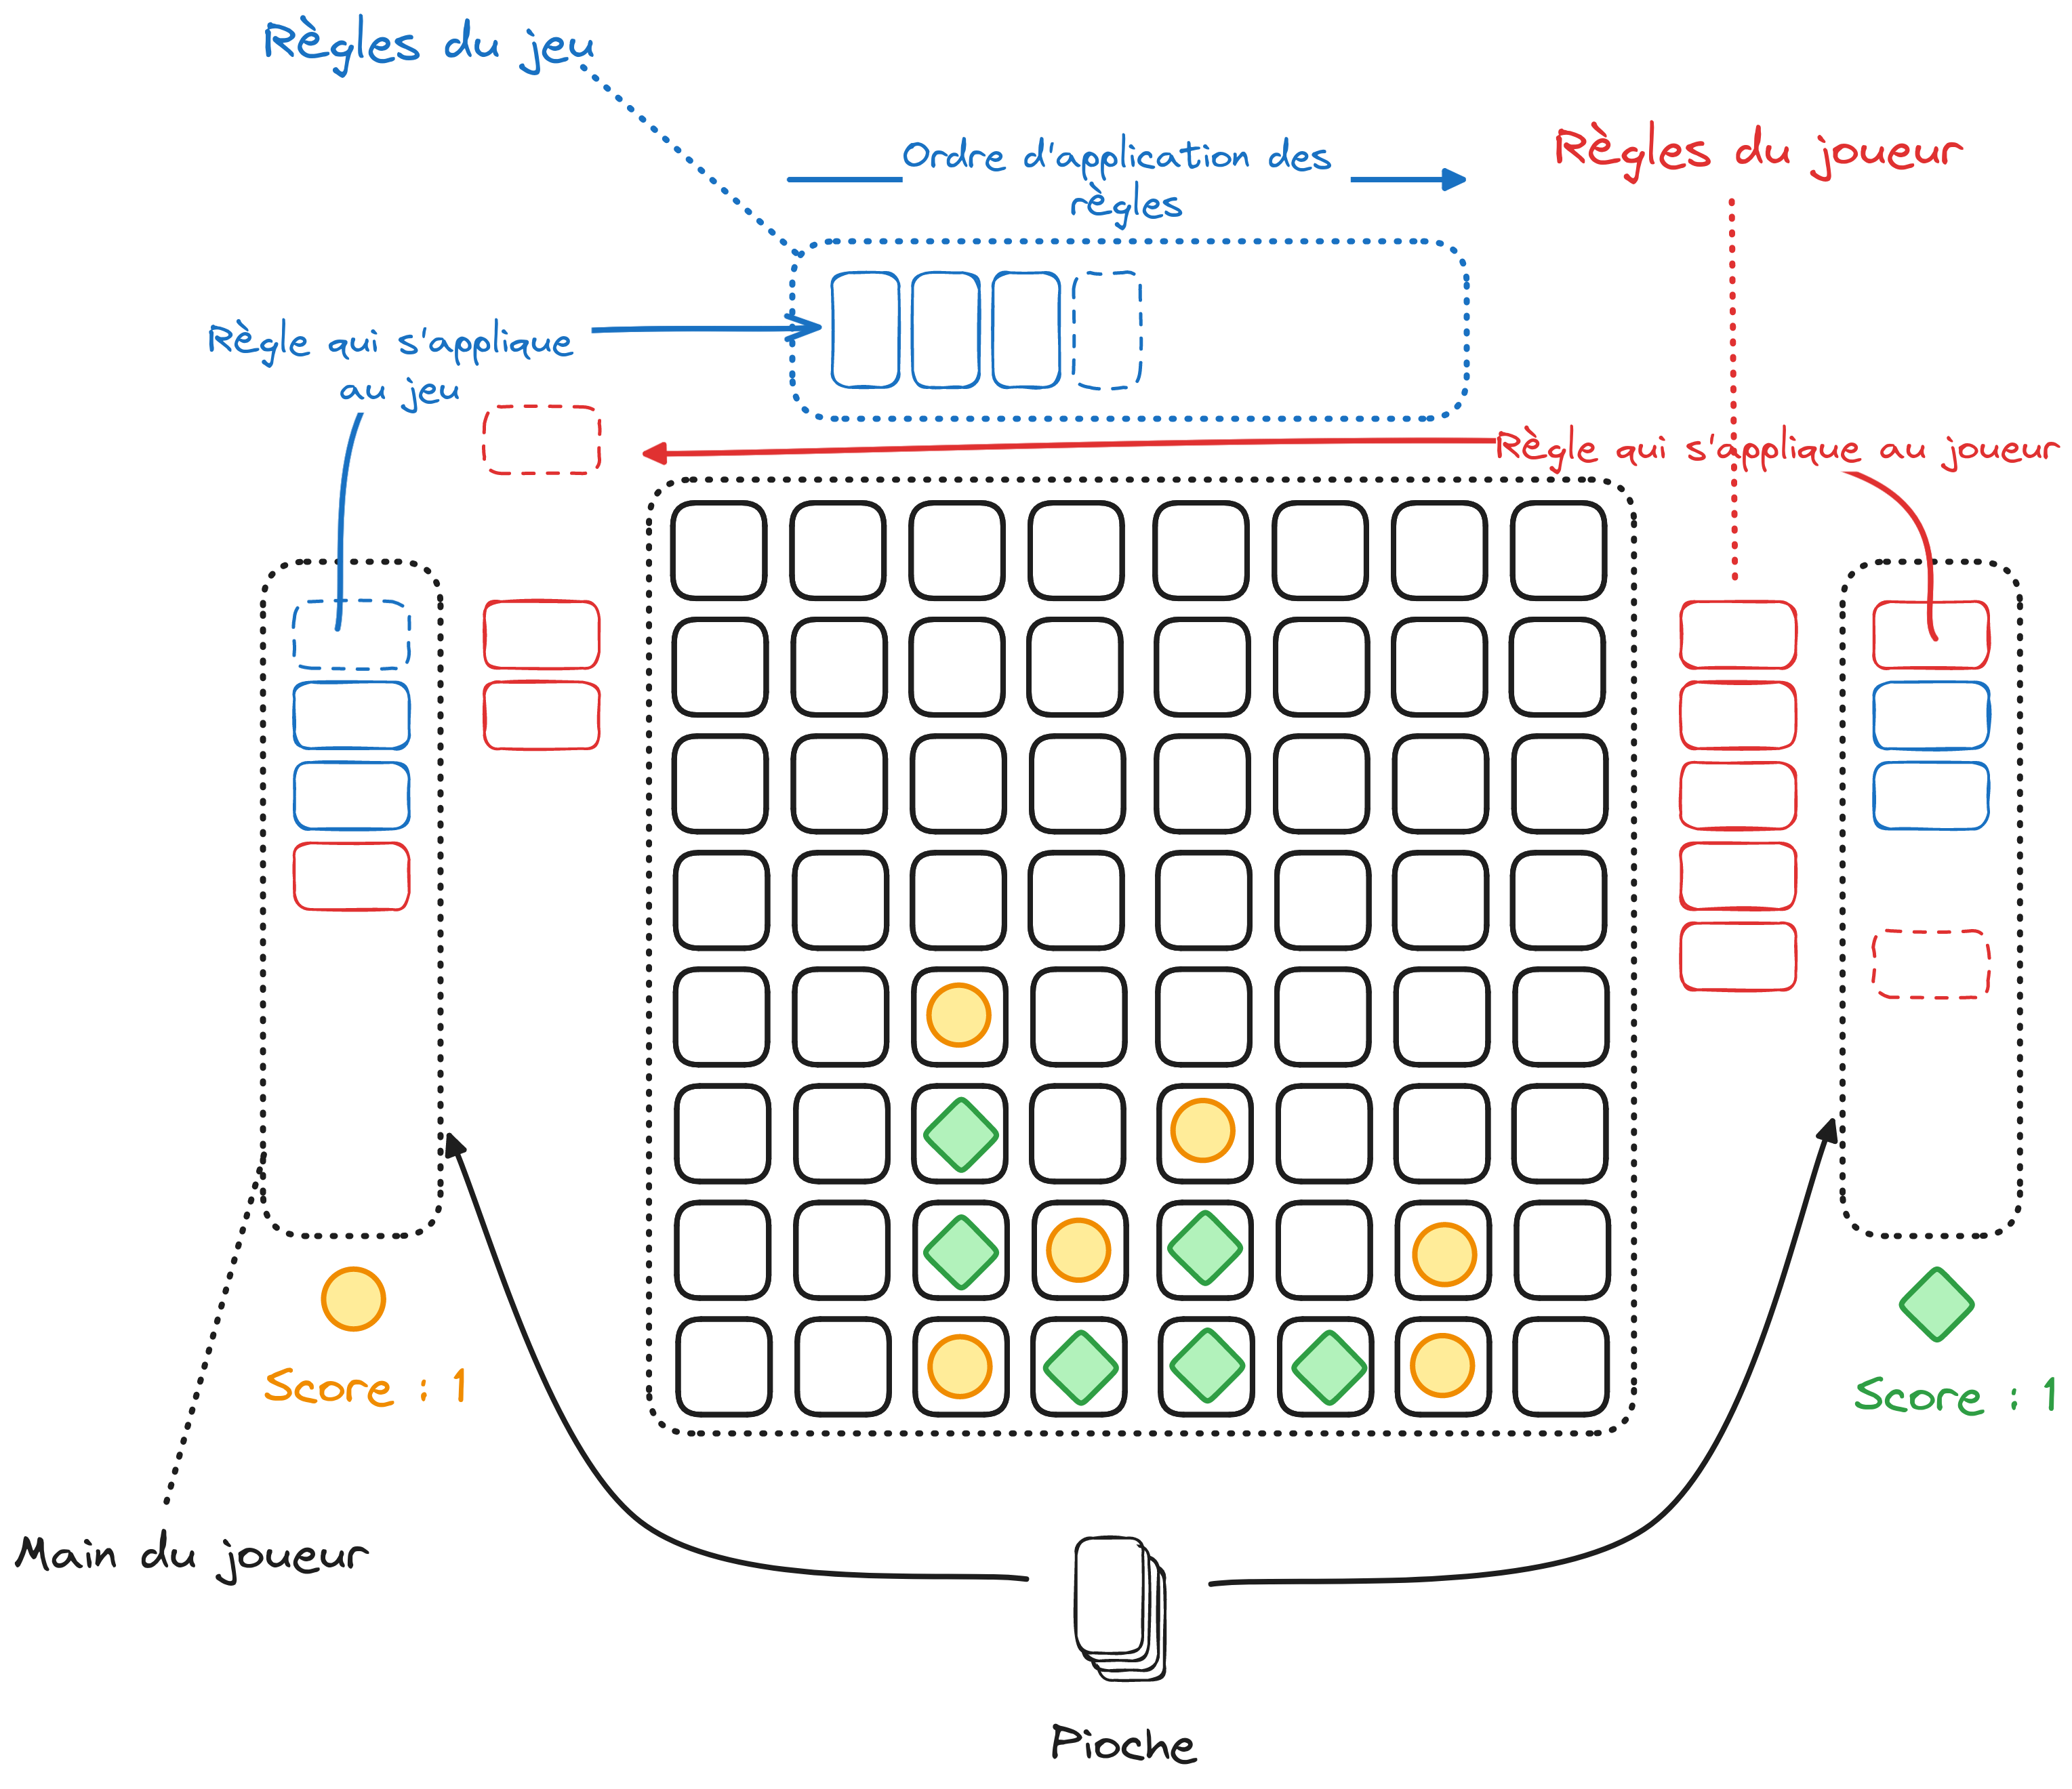 Règles du jeu
Ordre d'application des
règles
Règles du joueur
Règle qui s'applique
au jeu
Règle qui s'applique au joueur
Score : 1
Score : 1
Main du joueur
Pioche